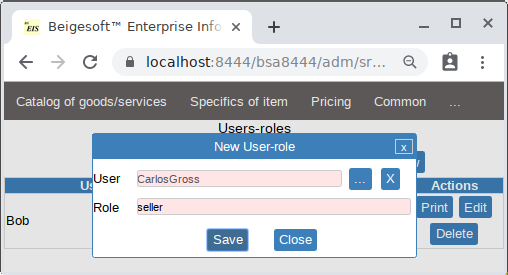 EIS
Beigesoft™ Enterprise Info
localhost:8444/bsa8444/adm/sr...
Catalog of goods/services Specifics of item Pricing Common ...
Users-roles
New User-role x
User CarlosGross ... X
Role seller
Save Close
Actions
Bob
Print Edit
Delete